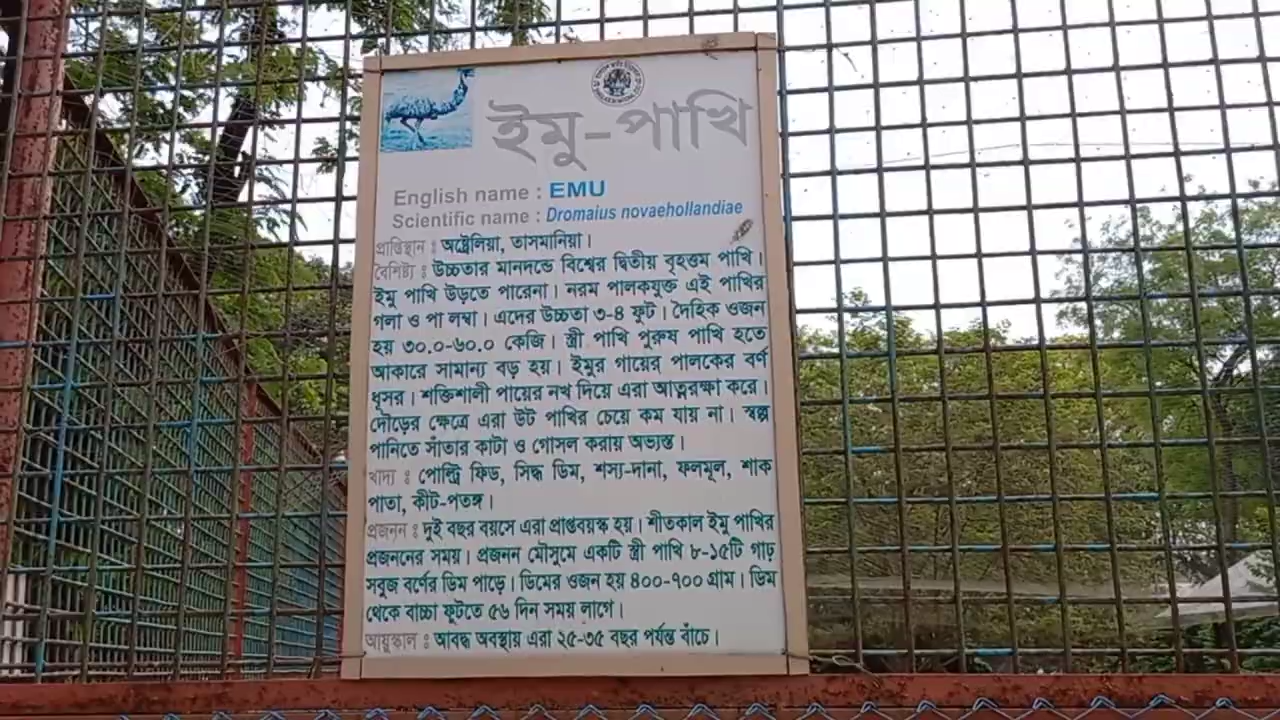 ইমু-পাখি
English name : EMU
Scientific name : Dromaius novaehollandiae
প্রাপ্তিস্থান : অষ্ট্রেলিয়া, তাসমানিয়া।
বৈশিষ্ট্য : উচ্চতার মানদন্ডে বিশ্বের দ্বিতীয় বৃহত্তম পাখি।
ইমু পাখি উড়তে পারেনা। নরম পালকযুক্ত এই পাখির
গলা ও পা লম্বা। এদের উচ্চতা ৩-৪ ফুট। দৈহিক ওজন
হয় ৩০.০-৬০.০ কেজি। স্ত্রী পাখি পুরুষ পাখি হতে
আকারে সামান্য বড় হয়। ইমুর গায়ের পালকের বর্ণ
ধূসর। শক্তিশালী পায়ের নখ দিয়ে এরা আত্নরক্ষা করে।
দৌড়ের ক্ষেত্রে এরা উট পাখির চেয়ে কম যায় না। স্বল্প
পানিতে সাঁতার কাটা ও গোসল করায় অভ্যস্ত।
খাদ্য : পোল্ট্রি ফিড, সিদ্ধ ডিম, শস্য-দানা, ফলমূল, শাক
পাতা, কীট-পতঙ্গ।
প্রজনন : দুই বছর বয়সে এরা প্রাপ্তবয়স্ক হয়। শীতকাল ইমু পাখির
প্রজননের সময়। প্রজনন মৌসুমে একটি স্ত্রী পাখি ৮-১৫টি গাঢ়
সবুজ বর্ণের ডিম পাড়ে। ডিমের ওজন হয় ৪০০-৭০০ গ্রাম। ডিম
থেকে বাচ্চা ফূটতে ৫৬ দিন সময় লাগে।
আয়ুস্কাল : আবদ্ধ অবস্থায় এরা ২৫-৩৫ বছর পর্যন্ত বাঁচে।